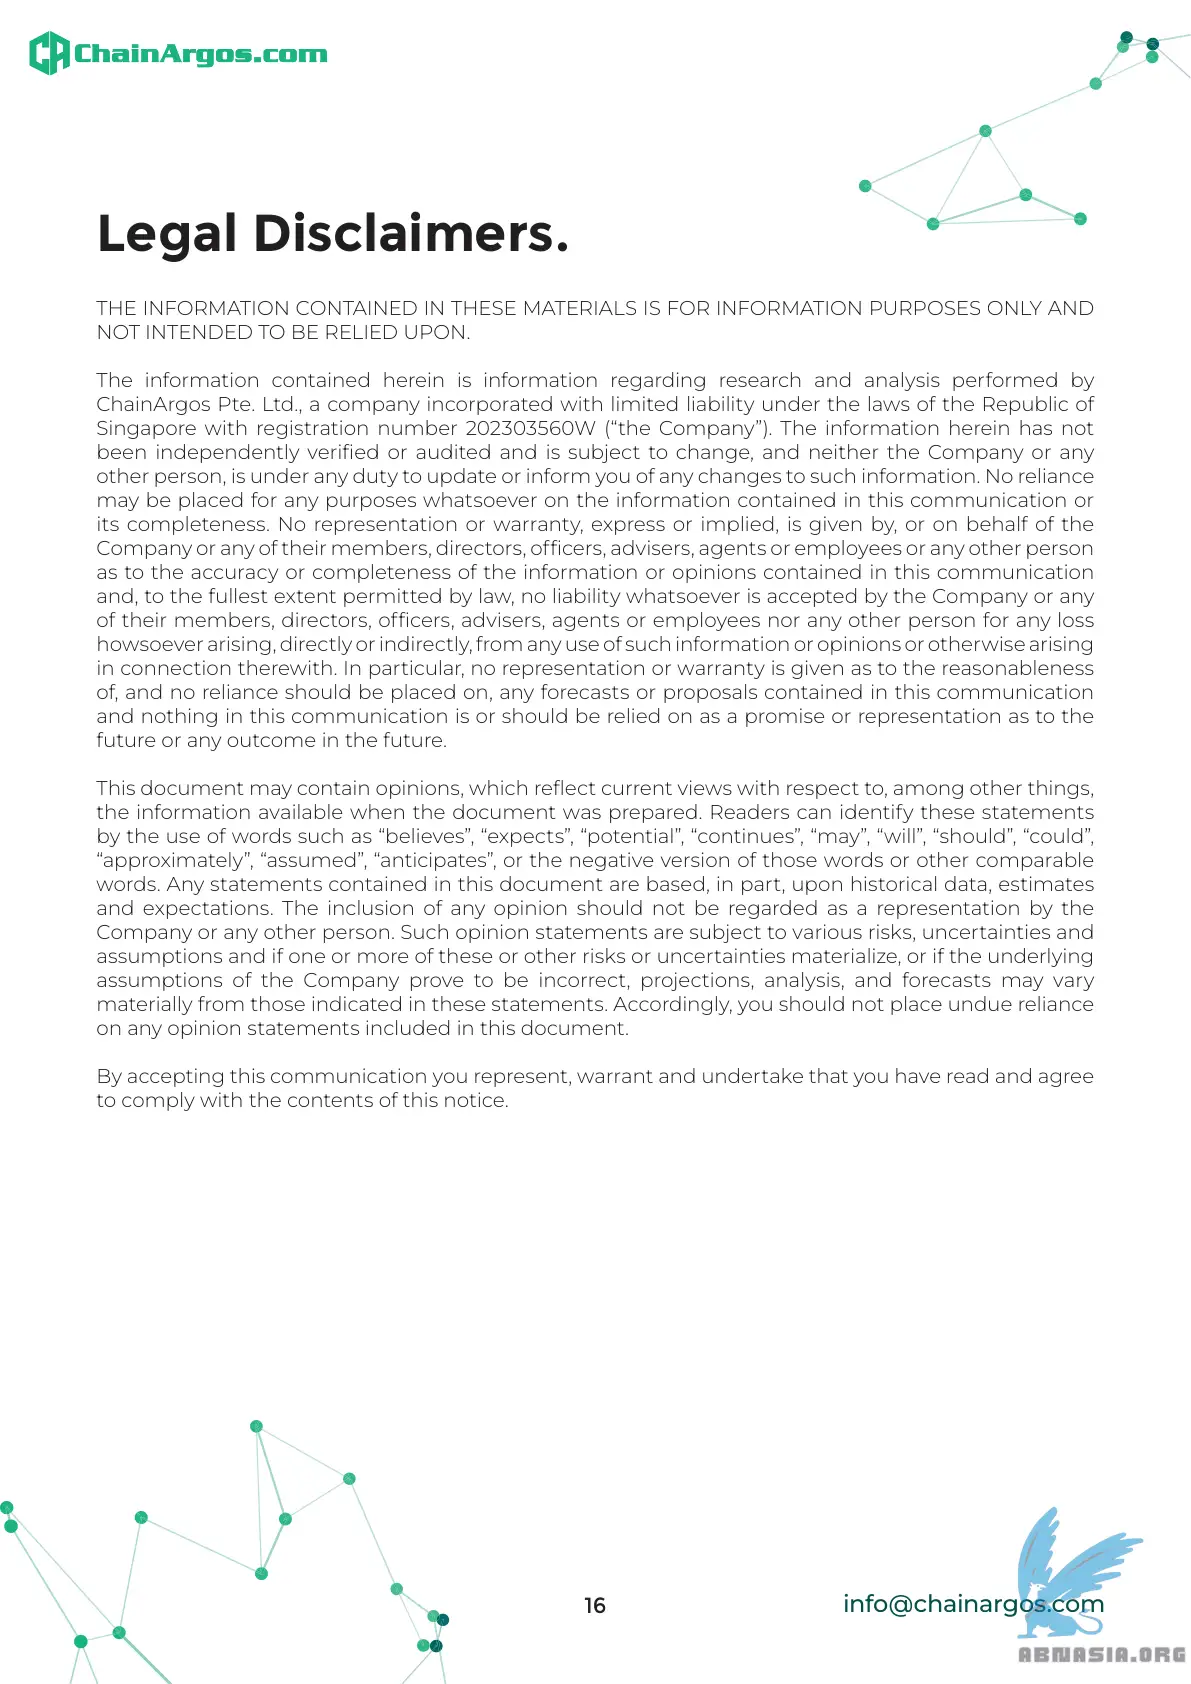 ChainArgos.com
Legal Disclaimers.
THE INFORMATION CONTAINED IN THESE MATERIALS IS FOR INFORMATION PURPOSES ONLY AND
NOT INTENDED TO BE RELIED UPON.
The information contained herein is information regarding research and analysis performed by
ChainArgos Pte. Ltd., a company incorporated with limited liability under the laws of the Republic of
Singapore with registration number 202303560W (“the Company”). The information herein has not
been independently verified or audited and is subject to change, and neither the Company or any
other person, is under any duty to update or inform you of any changes to such information. No reliance
may be placed for any purposes whatsoever on the information contained in this communication or
its completeness. No representation or warranty, express or implied, is given by, or on behalf of the
Company or any of their members, directors, officers, advisers, agents or employees or any other person
as to the accuracy or completeness of the information or opinions contained in this communication
and, to the fullest extent permitted by law, no liability whatsoever is accepted by the Company or any
of their members, directors, officers, advisers, agents or employees nor any other person for any loss
howsoever arising, directly or indirectly, from any use of such information or opinions or otherwise arising
in connection therewith. In particular, no representation or warranty is given as to the reasonableness
of, and no reliance should be placed on, any forecasts or proposals contained in this communication
and nothing in this communication is or should be relied on as a promise or representation as to the
future or any outcome in the future.
This document may contain opinions, which reflect current views with respect to, among other things,
the information available when the document was prepared. Readers can identify these statements
by the use of words such as “believes”, “expects”, “potential”, “continues”, “may”, “will”, “should”, “could”,
“approximately”, “assumed”, “anticipates”, or the negative version of those words or other comparable
words. Any statements contained in this document are based, in part, upon historical data, estimates
and expectations. The inclusion of any opinion should not be regarded as a representation by the
Company or any other person. Such opinion statements are subject to various risks, uncertainties and
assumptions and if one or more of these or other risks or uncertainties materialize, or if the underlying
assumptions of the Company prove to be incorrect, projections, analysis, and forecasts may vary
materially from those indicated in these statements. Accordingly, you should not place undue reliance
on any opinion statements included in this document.
By accepting this communication you represent, warrant and undertake that you have read and agree
to comply with the contents of this notice.
16
info@chainargos.com
ABNASIA.ORG